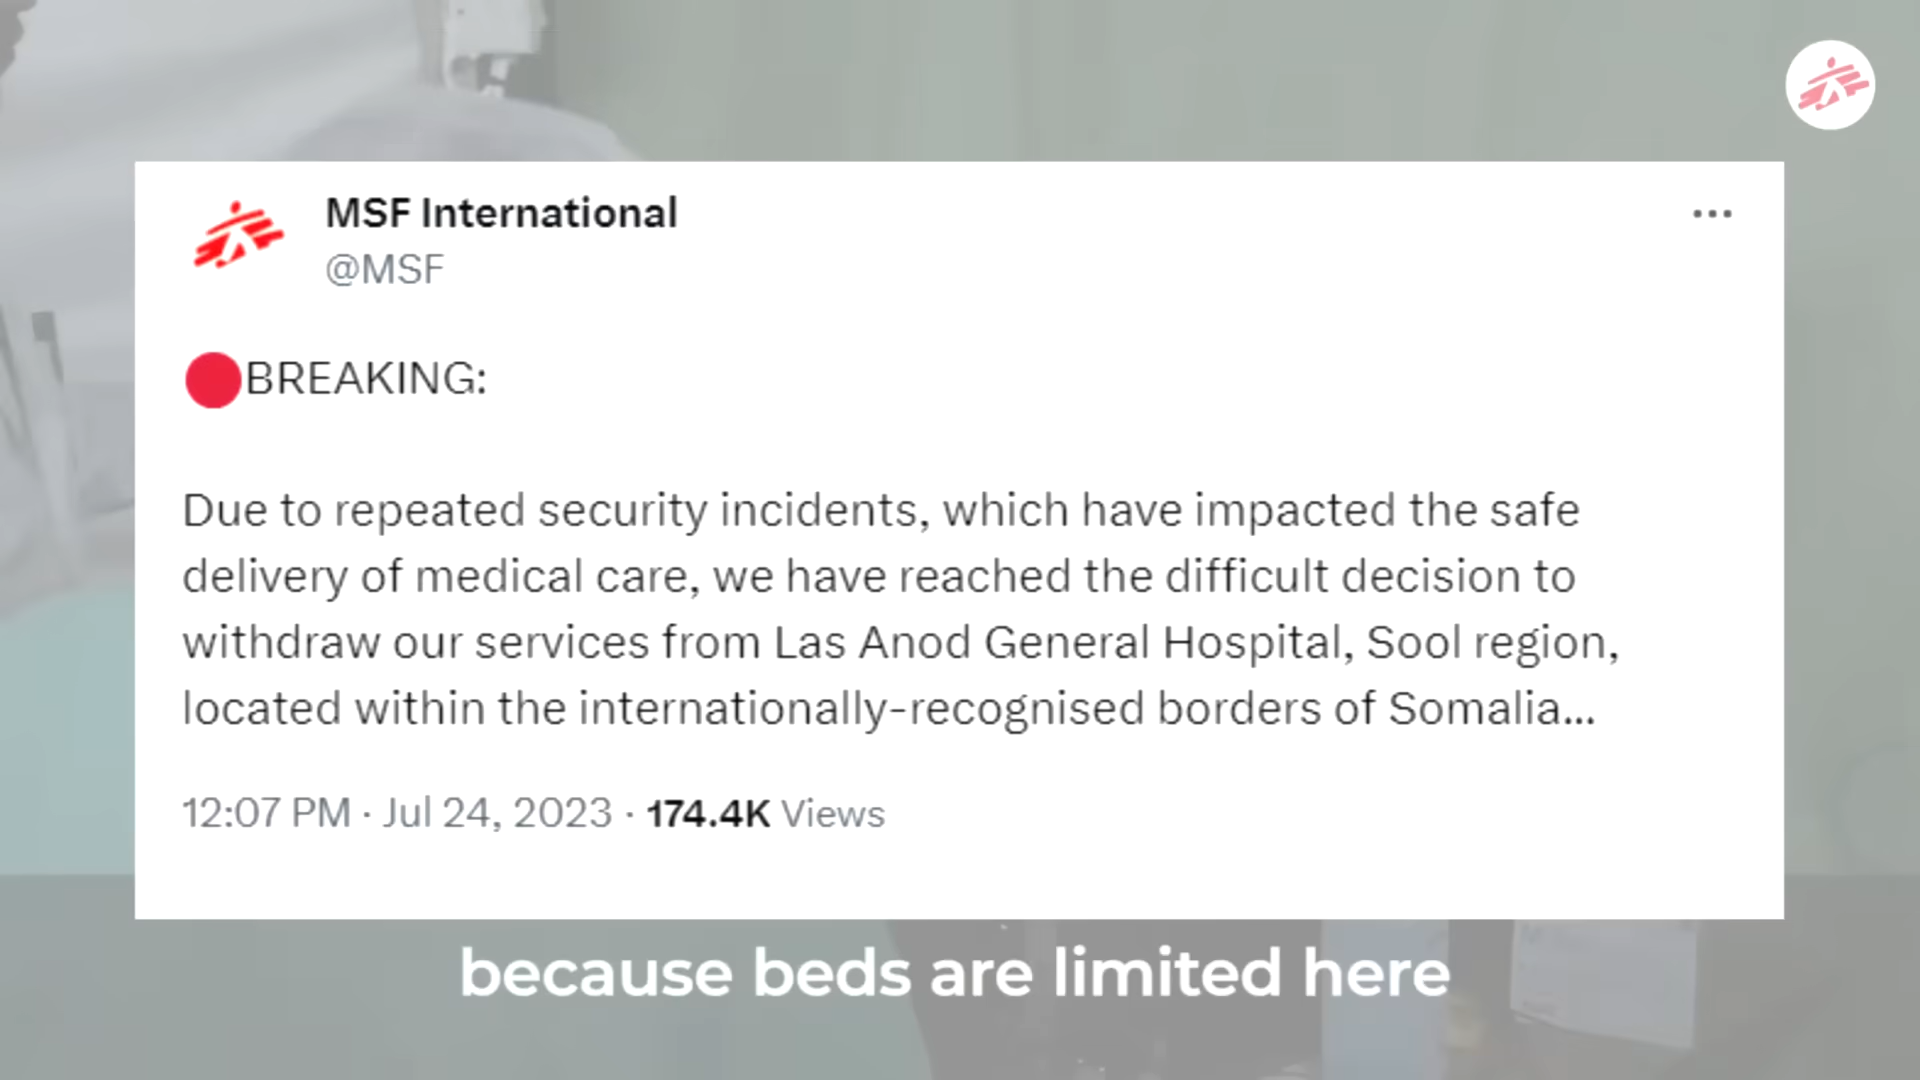 MSF International
@MSF
🔴BREAKING:
Due to repeated security incidents, which have impacted the safe
delivery of medical care, we have reached the difficult decision to
withdraw our services from Las Anod General Hospital, Sool region,
located within the internationally-recognised borders of Somalia...
12:07 PM · Jul 24, 2023 · 174.4K Views
because beds are limited here